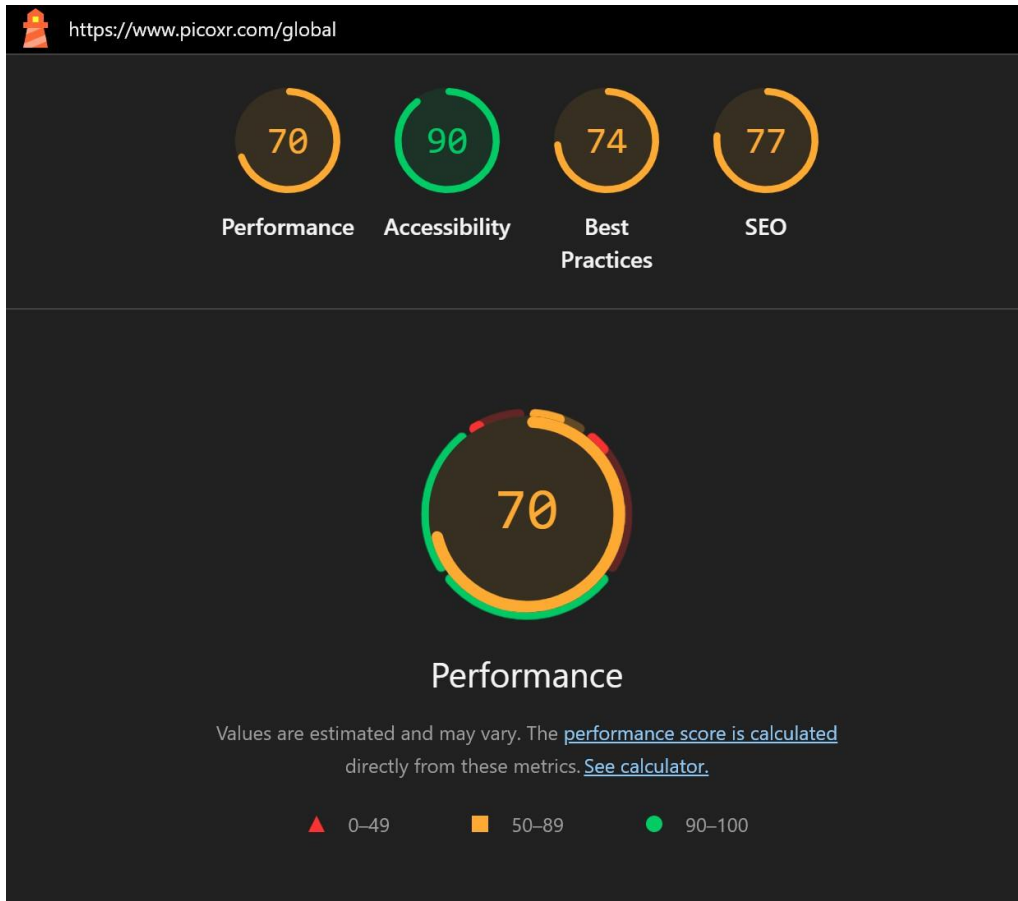 https://www.picoxr.com/global
70
90
74
77
Performance
Accessibility
Best
Practices
SEO
70
Performance
Values are estimated and may vary. The performance score is calculated
directly from these metrics. See calculator.
0–49
50–89
90–100